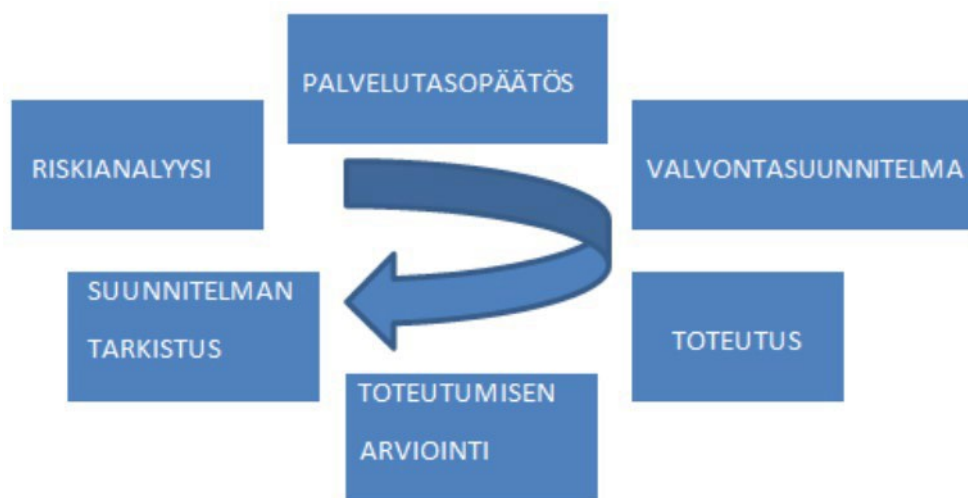 RISKIANALYYSI
PALVELUTASOPÄÄTÖS
VALVONTASUUNNITELMA
TOTEUTUS
TOTEUTUMISEN
ARVIOINTI
SUUNNITELMAN
TARKISTUS